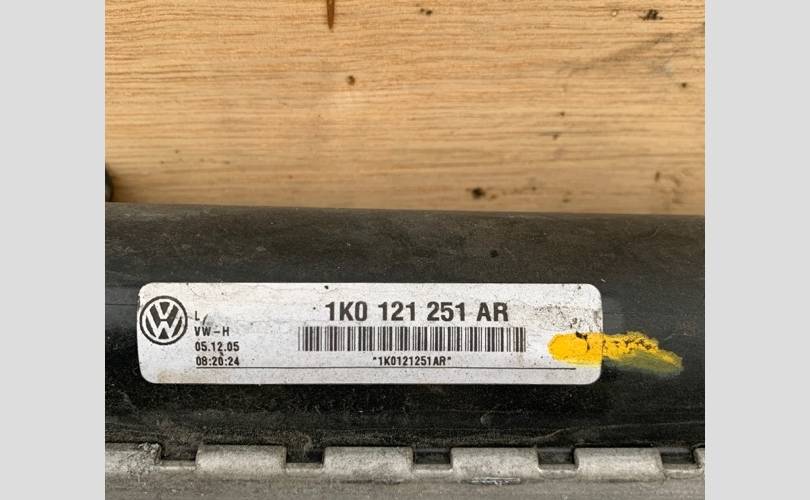 1K0 121 251 AR
L
VW-H
05.12.05
08:20:24
*1K0121251AR*